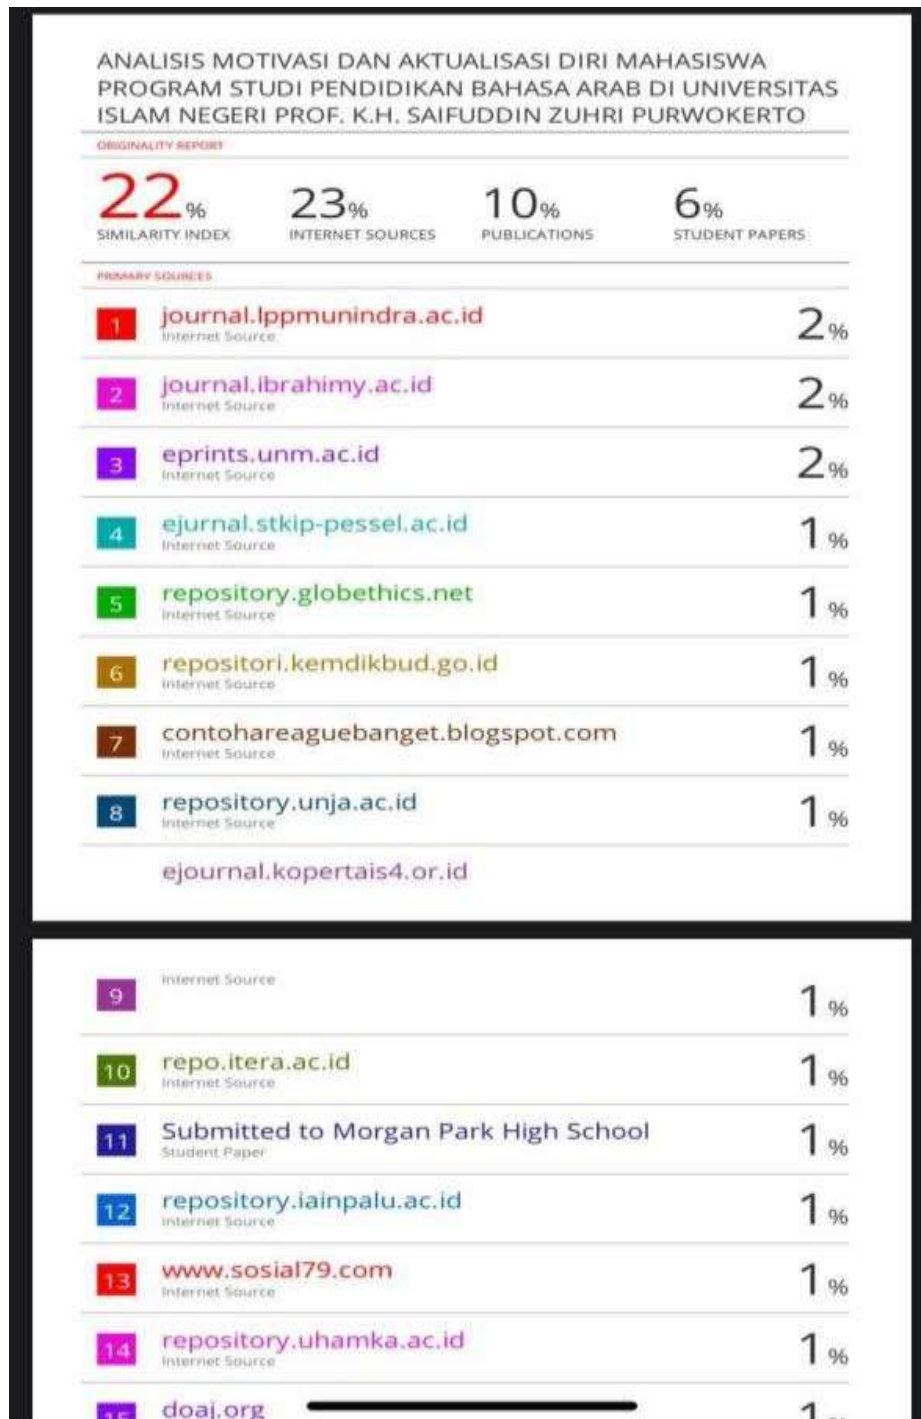 ANALISIS MOTIVASI DAN AKTUALISASI DIRI MAHASISWA
PROGRAM STUDI PENDIDIKAN BAHASA ARAB DI UNIVERSITAS
ISLAM NEGERI PROF. K.H. SAIFUDDIN ZUHRI PURWOKERTO
ORIGINALITY REPORT
22% 23% 10% 6%
SIMILARITY INDEX INTERNET SOURCES PUBLICATIONS STUDENT PAPERS
PRIMARY SOURCES
1 journal.lppmunindra.ac.id 2%
Internet Source
2 journal.ibrahimy.ac.id 2%
Internet Source
3 eprints.unm.ac.id 2%
Internet Source
4 ejurnal.stkip-pessel.ac.id 1%
Internet Source
5 repository.globethics.net 1%
Internet Source
6 repositori.kemdikbud.go.id 1%
Internet Source
7 contohareaguebanget.blogspot.com 1%
Internet Source
8 repository.unja.ac.id 1%
Internet Source
ejournal.kopertais4.or.id
9 Internet Source 1%
10 repo.itera.ac.id 1%
Internet Source
11 Submitted to Morgan Park High School 1%
Student Paper
12 repository.iainpalu.ac.id 1%
Internet Source
13 www.sosial79.com 1%
Internet Source
14 repository.uhamka.ac.id 1%
Internet Source
15 doaj.org 1%